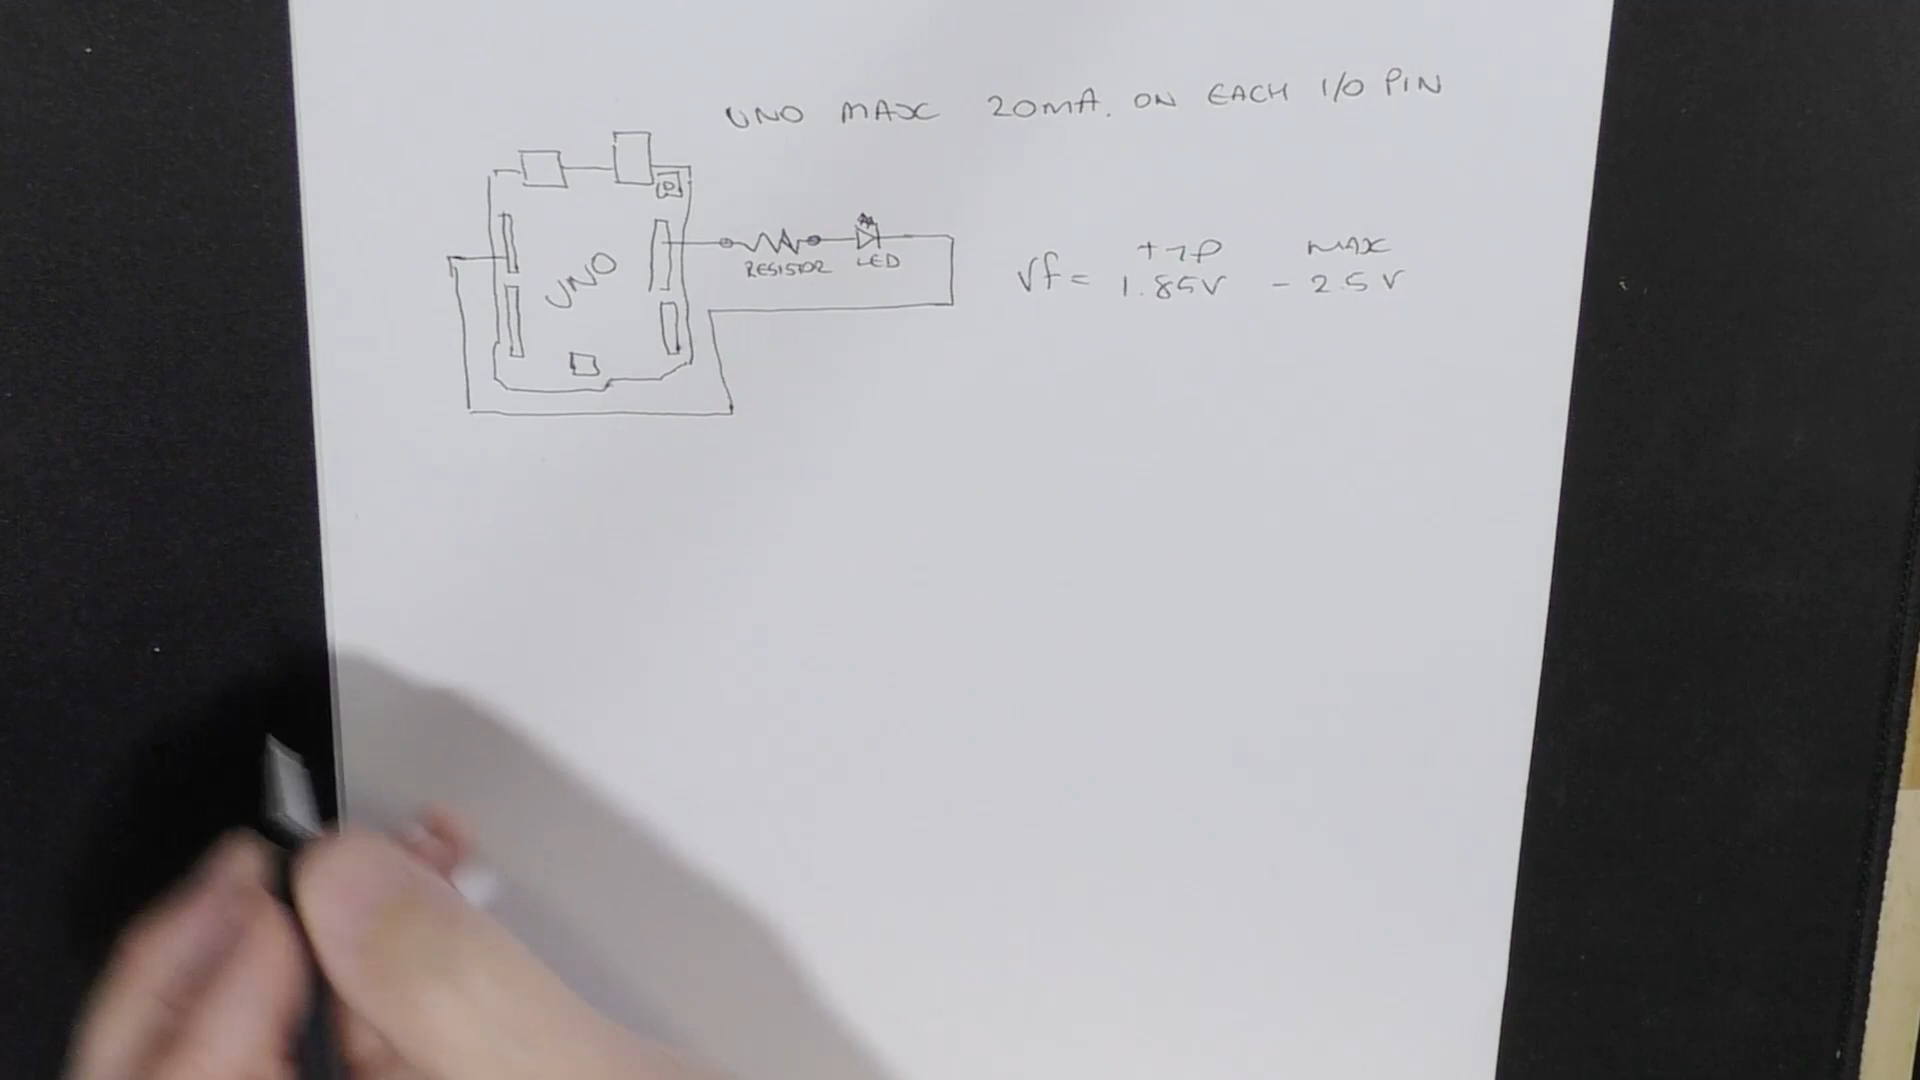 UNO MAX 20mA. ON EACH I/O PIN
UNO
RESISTOR
LED
TYP MAX
Vf = 1.85V - 2.5V